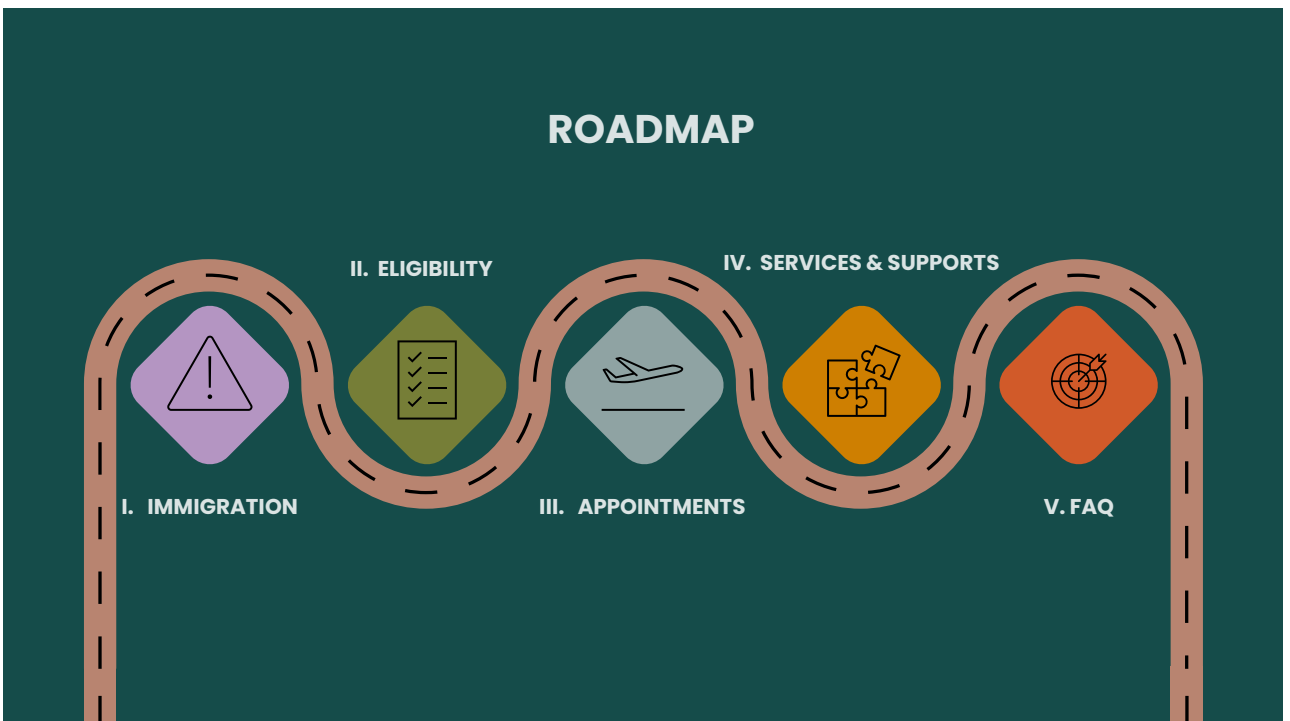 ROADMAP
II. ELIGIBILITY
IV. SERVICES & SUPPORTS
I. IMMIGRATION
III. APPOINTMENTS
V. FAQ